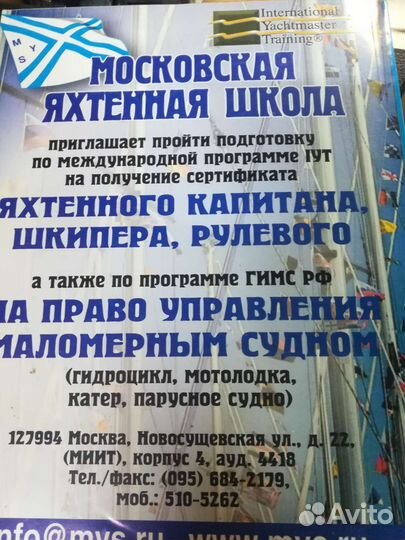 International
Yachtmaster
Training®
M Y S
МОСКОВСКАЯ
ЯХТЕННАЯ ШКОЛА
приглашает пройти подготовку
по международной программе IYT
на получение сертификата
ЯХТЕННОГО КАПИТАНА,
ШКИПЕРА, РУЛЕВОГО
а также по программе ГИМС РФ
НА ПРАВО УПРАВЛЕНИЯ
МАЛОМЕРНЫМ СУДНОМ
(гидроцикл, мотолодка,
катер, парусное судно)
127994 Москва, Новосущевская ул., д. 22,
(МИИТ), корпус 4, ауд. 4418
Тел./факс: (095) 684-2179,
моб.: 510-5262
info@mys.ru www.mys.ru
Avito